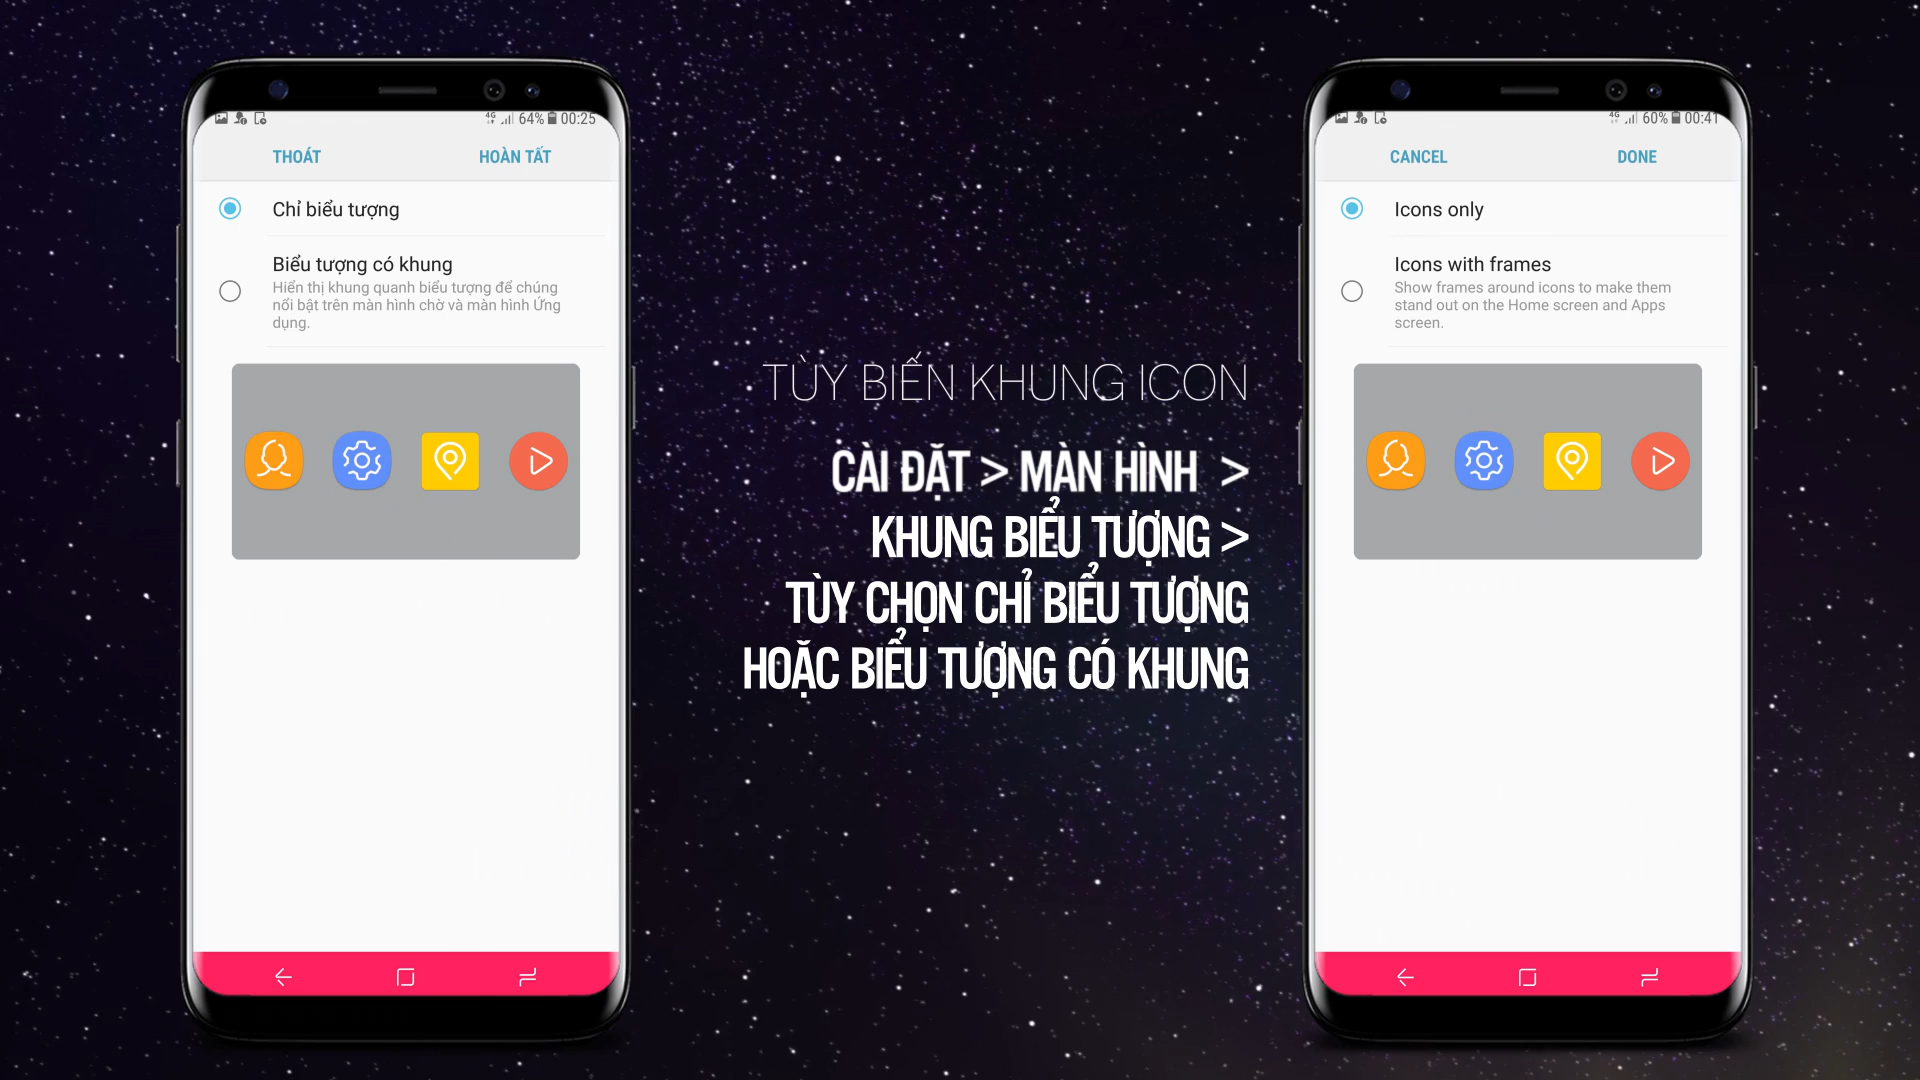 4G 64% 00:25
THOÁT HOÀN TẤT
Chỉ biểu tượng
Biểu tượng có khung
Hiển thị khung quanh biểu tượng để chúng
nổi bật trên màn hình chờ và màn hình Ứng
dụng.
TÙY BIẾN KHUNG ICON
CÀI ĐẶT > MÀN HÌNH >
KHUNG BIỂU TƯỢNG >
TÙY CHỌN CHỈ BIỂU TƯỢNG
HOẶC BIỂU TƯỢNG CÓ KHUNG
4G 60% 00:41
CANCEL DONE
Icons only
Icons with frames
Show frames around icons to make them
stand out on the Home screen and Apps
screen.